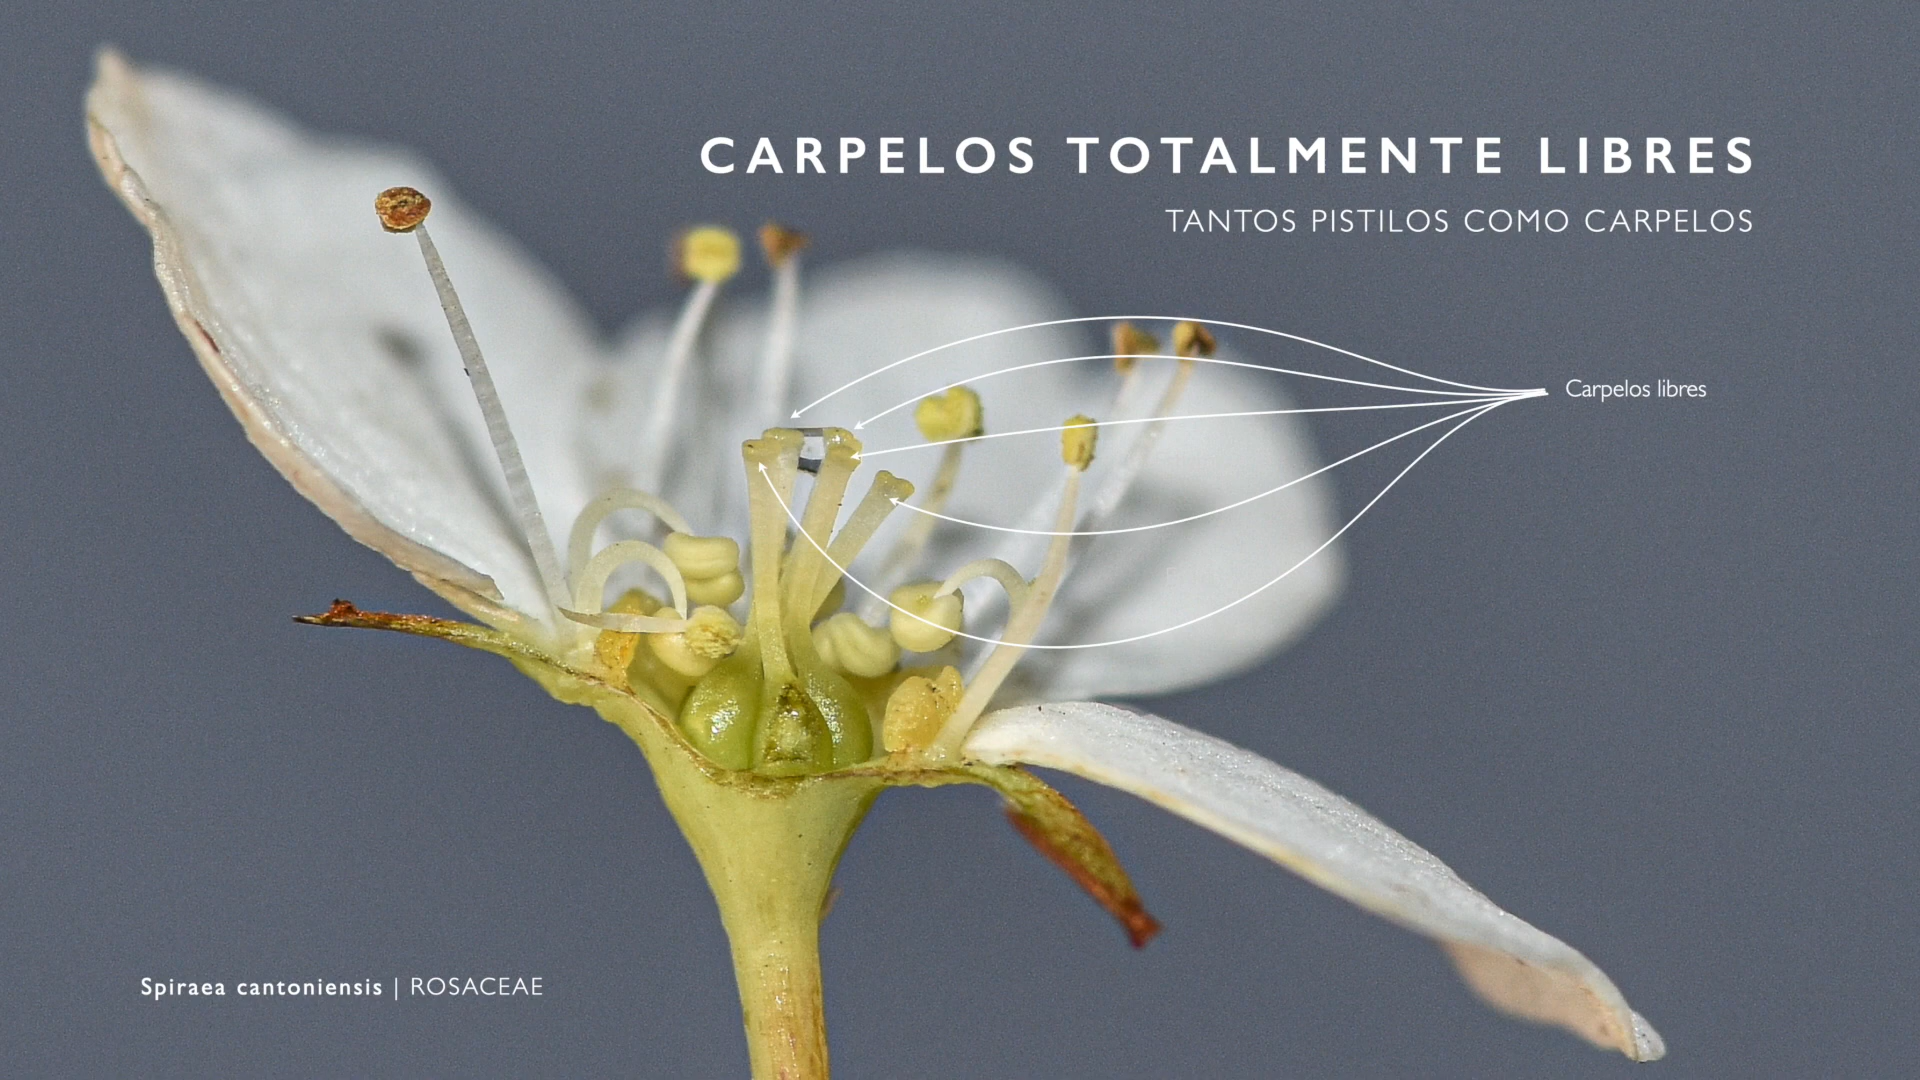 CARPELOS TOTALMENTE LIBRES
TANTOS PISTILOS COMO CARPELOS
Carpelos libres
Spiraea cantoniensis | ROSACEAE